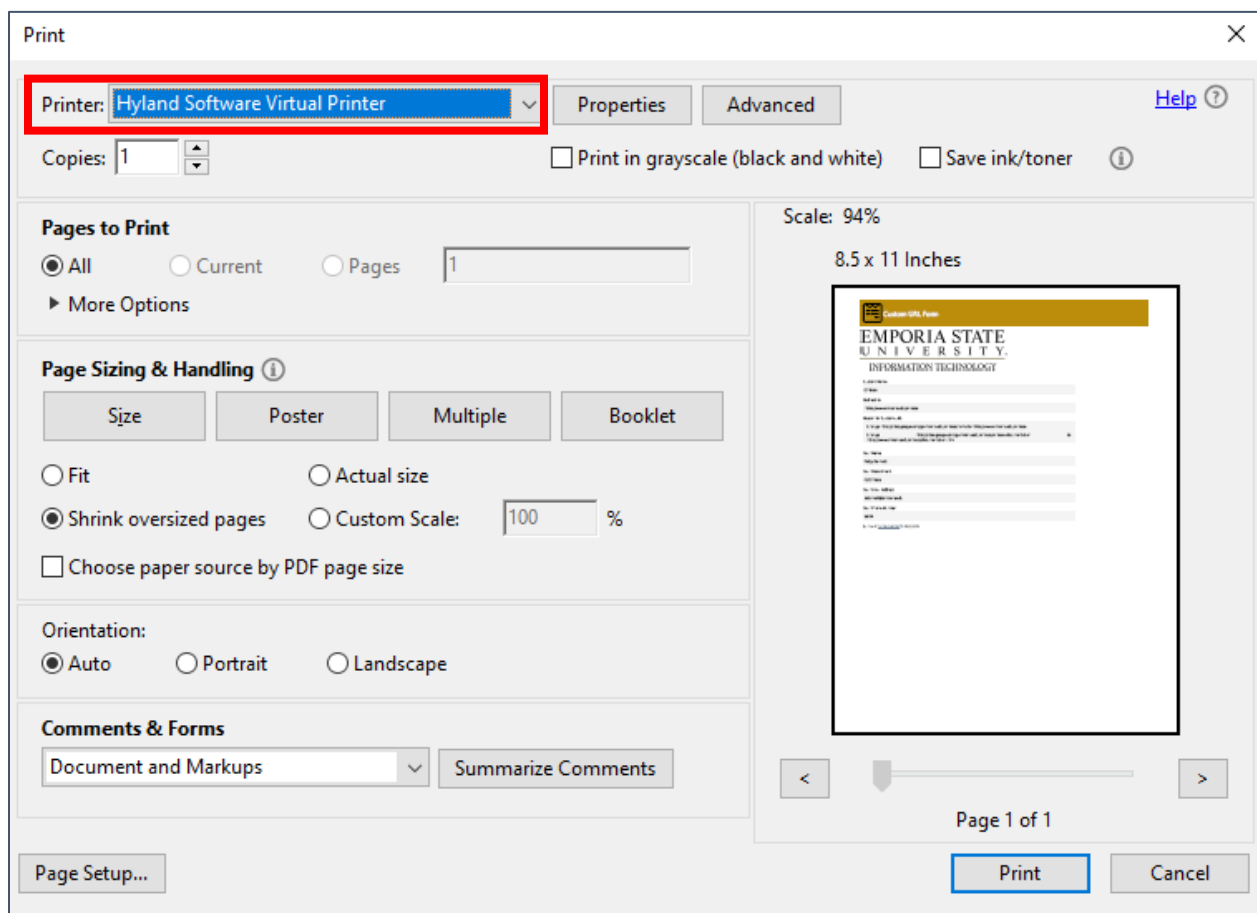 Print
Printer: Hyland Software Virtual Printer Properties Advanced Help
Copies: 1 Print in grayscale (black and white) Save ink/toner
Pages to Print
All Current Pages 1
More Options
Page Sizing & Handling
Size Poster Multiple Booklet
Fit Actual size
Shrink oversized pages Custom Scale: 100 %
Choose paper source by PDF page size
Orientation:
Auto Portrait Landscape
Comments & Forms
Document and Markups Summarize Comments
Page Setup...
Scale: 94%
8.5 x 11 Inches
Custom URL Form
EMPORIA STATE
UNIVERSITY.
INFORMATION TECHNOLOGY
< >
Page 1 of 1
Print Cancel